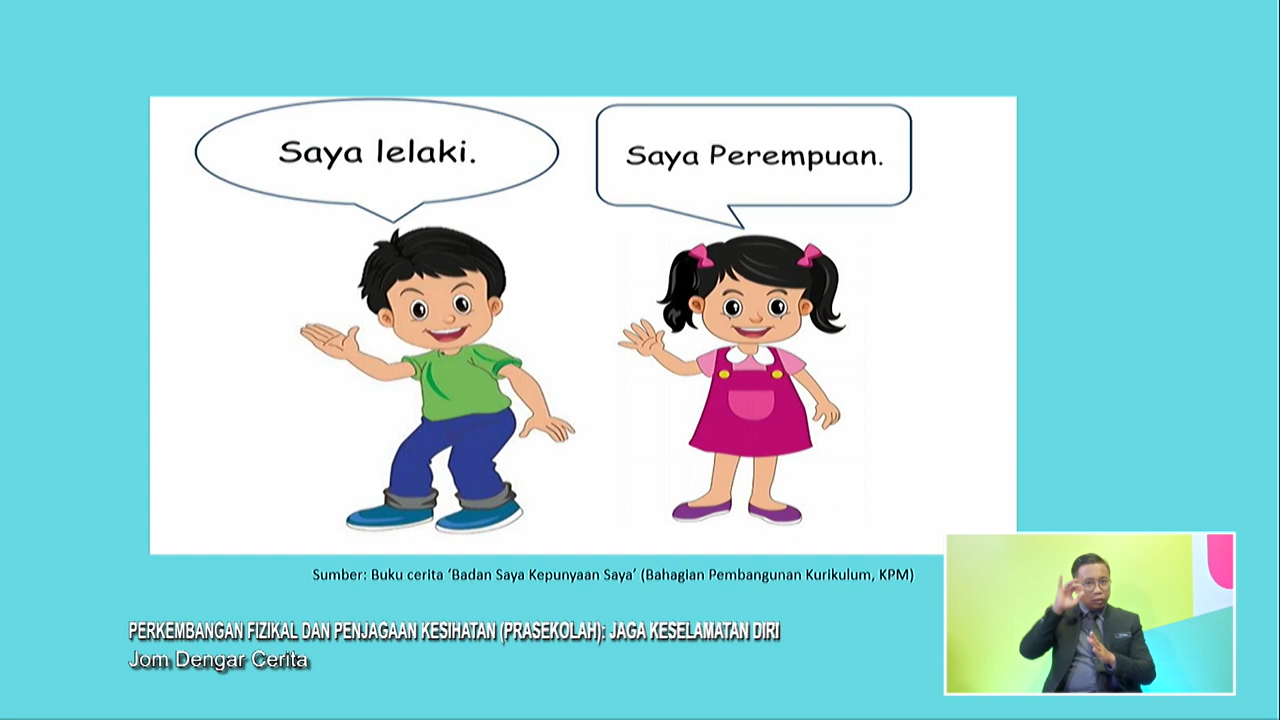 Saya lelaki.
Saya Perempuan.
Sumber: Buku cerita ‘Badan Saya Kepunyaan Saya’ (Bahagian Pembangunan Kurikulum, KPM)
PERKEMBANGAN FIZIKAL DAN PENJAGAAN KESIHATAN (PRASEKOLAH); JAGA KESELAMATAN DIRI
Jom Dengar Cerita